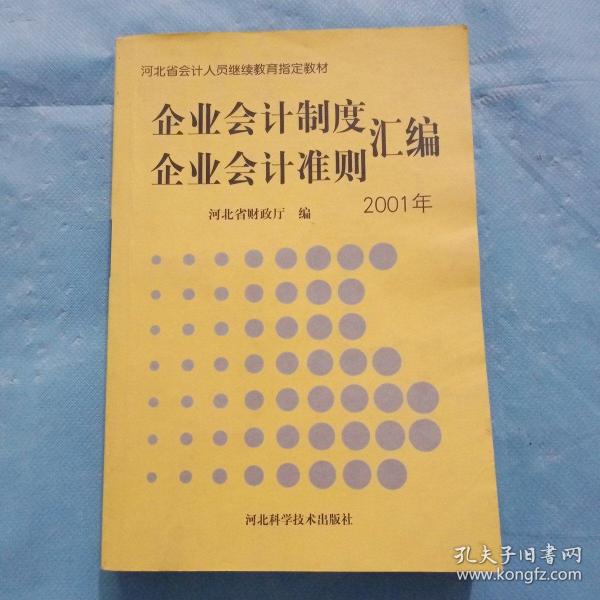 河北省会计人员继续教育指定教材
企业会计制度
企业会计准则
汇编
2001年
河北省财政厅 编
河北科学技术出版社
孔夫子旧书网
www.kongfz.com